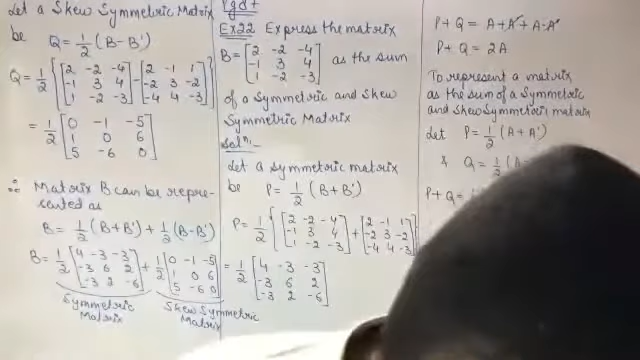 Let a Skew Symmetric Matrix
be Q = 1/2 (B - B')
Q = 1/2 { [2 -2 -4
-1 3 4
1 -2 -3] - [2 -1 1
-2 3 -2
-4 4 -3] }
= 1/2 [0 -1 -5
1 0 6
5 -6 0]
∴ Matrix B can be repre-
sented as
B = 1/2 (B + B') + 1/2 (B - B')
B = 1/2 [4 -3 -3
-3 6 2
-3 2 -6] + 1/2 [0 -1 -5
1 0 6
5 -6 0]
Symmetric Matrix
Skew Symmetric Matrix
Ex 22 Express the matrix
B = [2 -2 -4
-1 3 4
1 -2 -3] as the sum
of a Symmetric and Skew
Symmetric Matrix
Soln:-
Let a symmetric matrix
be P = 1/2 (B + B')
P = 1/2 { [2 -2 -4
-1 3 4
1 -2 -3] + [2 -1 1
-2 3 -2
-4 4 -3] }
= 1/2 [4 -3 -3
-3 6 2
-3 2 -6]
P + Q = A + A' + A - A'
P + Q = 2A
To represent a matrix
as the sum of a Symmetric
and Skew Symmetric matrix
Let P = 1/2 (A + A')
& Q = 1/2 (A
P + Q =